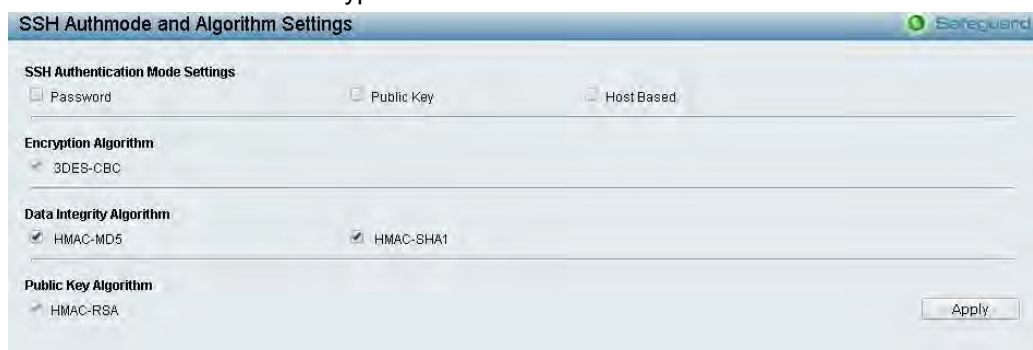 SSH Authmode and Algorithm Settings
Safeguard
SSH Authentication Mode Settings
Password Public Key Host Based
Encryption Algorithm
3DES-CBC
Data Integrity Algorithm
HMAC-MD5 HMAC-SHA1
Public Key Algorithm
HMAC-RSA
Apply